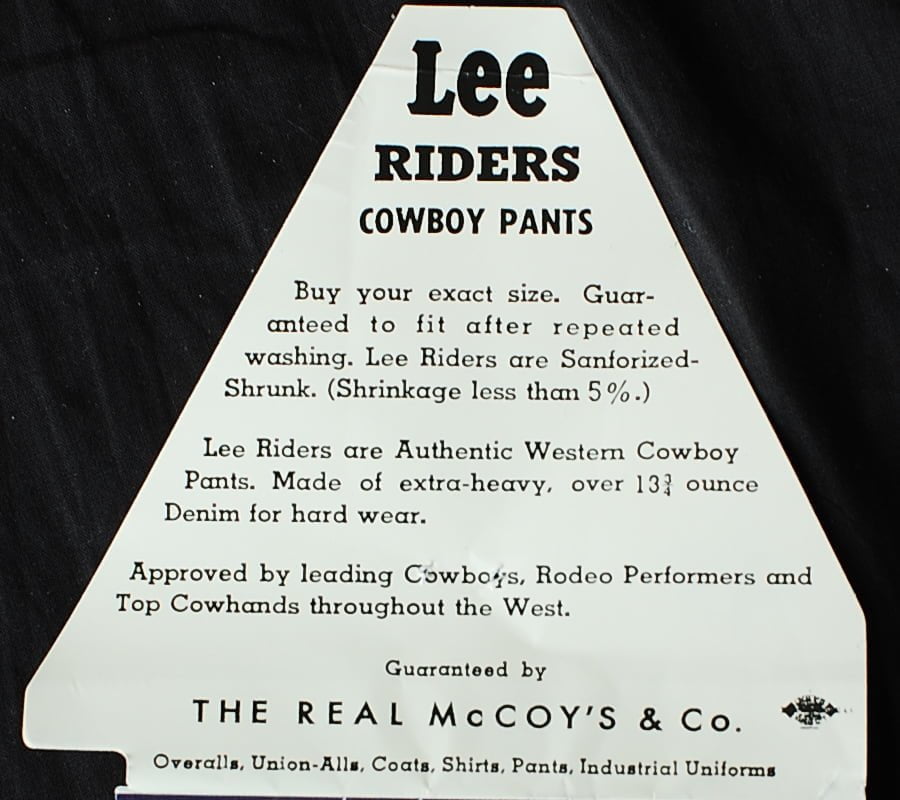 Lee
RIDERS
COWBOY PANTS
Buy your exact size. Guar-
anteed to fit after repeated
washing. Lee Riders are Sanforized-
Shrunk. (Shrinkage less than 5%.)
Lee Riders are Authentic Western Cowboy
Pants. Made of extra-heavy, over 13¾ ounce
Denim for hard wear.
Approved by leading Cowboys, Rodeo Performers and
Top Cowhands throughout the West.
Guaranteed by
THE REAL McCOY'S & Co.
Overalls, Union-Alls, Coats, Shirts, Pants, Industrial Uniforms